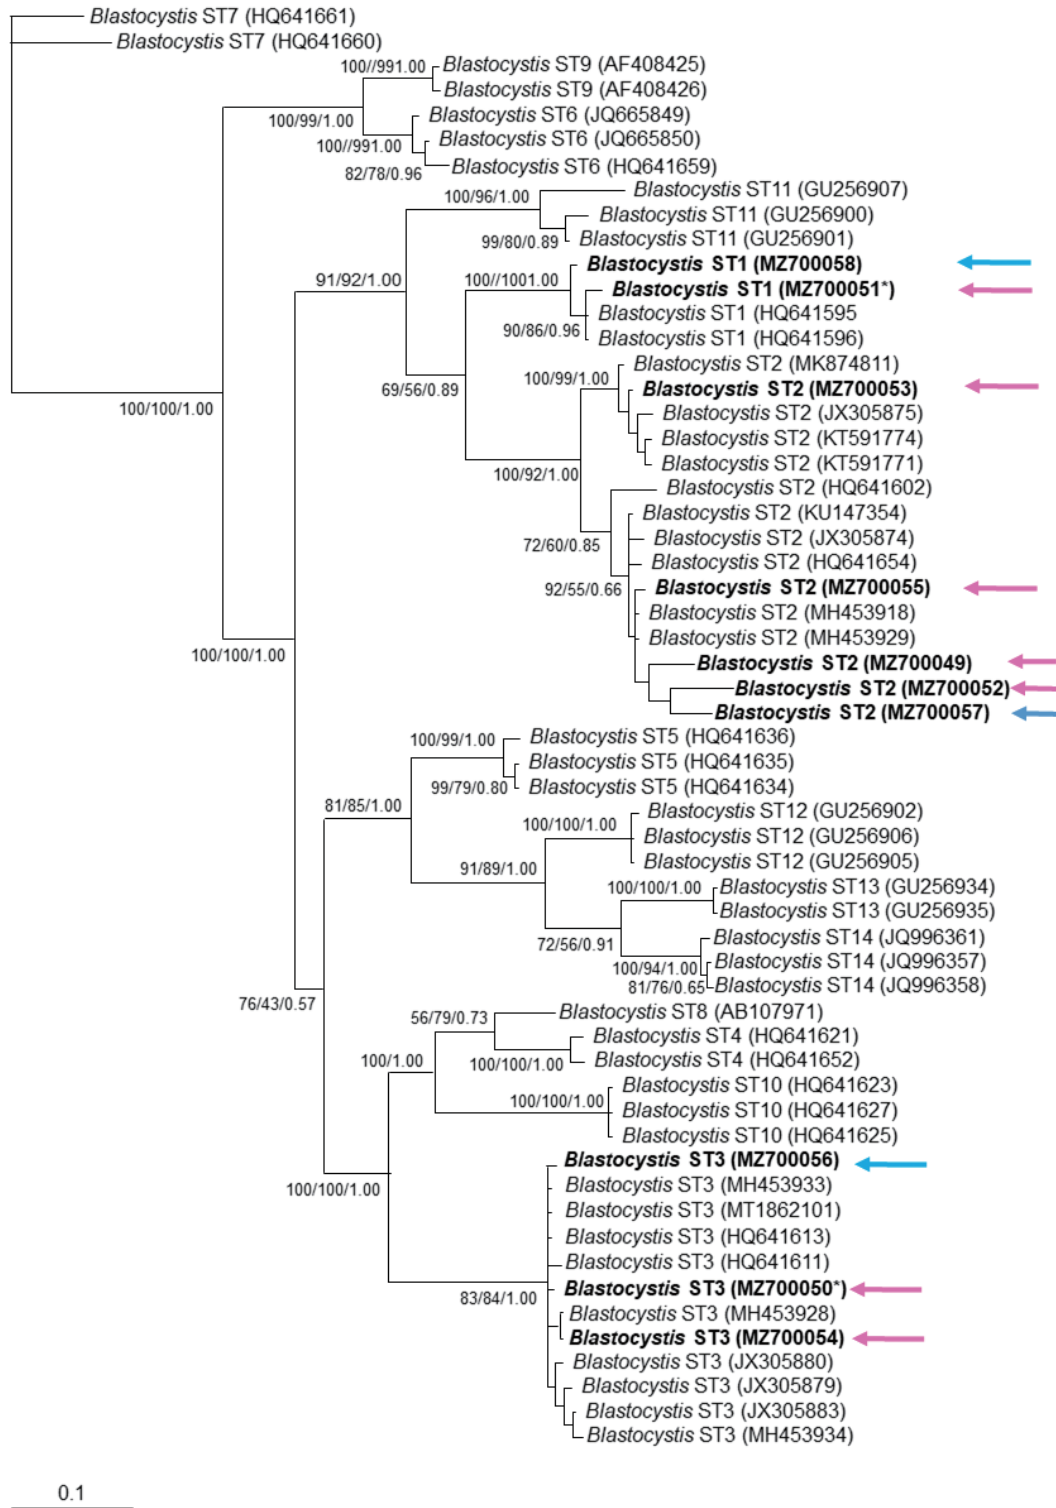 Blastocystis ST7 (HQ641661)
Blastocystis ST7 (HQ641660)
100//991.00 Blastocystis ST9 (AF408425)
Blastocystis ST9 (AF408426)
100/99/1.00 Blastocystis ST6 (JQ665849)
100//991.00 Blastocystis ST6 (JQ665850)
82/78/0.96 Blastocystis ST6 (HQ641659)
100/96/1.00 Blastocystis ST11 (GU256907)
Blastocystis ST11 (GU256900)
99/80/0.89 Blastocystis ST11 (GU256901)
Blastocystis ST1 (MZ700058)
91/92/1.00 100//1001.00
Blastocystis ST1 (MZ700051*)
Blastocystis ST1 (HQ641595
90/86/0.96 Blastocystis ST1 (HQ641596)
Blastocystis ST2 (MK874811)
100/99/1.00
69/56/0.89 Blastocystis ST2 (MZ700053)
100/100/1.00 Blastocystis ST2 (JX305875)
Blastocystis ST2 (KT591774)
Blastocystis ST2 (KT591771)
100/92/1.00
Blastocystis ST2 (HQ641602)
Blastocystis ST2 (KU147354)
72/60/0.85 Blastocystis ST2 (JX305874)
Blastocystis ST2 (HQ641654)
92/55/0.66 Blastocystis ST2 (MZ700055)
Blastocystis ST2 (MH453918)
Blastocystis ST2 (MH453929)
100/100/1.00 Blastocystis ST2 (MZ700049)
Blastocystis ST2 (MZ700052)
Blastocystis ST2 (MZ700057)
100/99/1.00 Blastocystis ST5 (HQ641636)
Blastocystis ST5 (HQ641635)
99/79/0.80 Blastocystis ST5 (HQ641634)
81/85/1.00
Blastocystis ST12 (GU256902)
100/100/1.00 Blastocystis ST12 (GU256906)
Blastocystis ST12 (GU256905)
91/89/1.00
100/100/1.00 Blastocystis ST13 (GU256934)
Blastocystis ST13 (GU256935)
72/56/0.91 Blastocystis ST14 (JQ996361)
100/94/1.00 Blastocystis ST14 (JQ996357)
81/76/0.65 Blastocystis ST14 (JQ996358)
76/43/0.57
56/79/0.73 Blastocystis ST8 (AB107971)
Blastocystis ST4 (HQ641621)
100/1.00 100/100/1.00 Blastocystis ST4 (HQ641652)
Blastocystis ST10 (HQ641623)
100/100/1.00 Blastocystis ST10 (HQ641627)
Blastocystis ST10 (HQ641625)
Blastocystis ST3 (MZ700056)
100/100/1.00 Blastocystis ST3 (MH453933)
Blastocystis ST3 (MT1862101)
Blastocystis ST3 (HQ641613)
Blastocystis ST3 (HQ641611)
83/84/1.00 Blastocystis ST3 (MZ700050*)
Blastocystis ST3 (MH453928)
Blastocystis ST3 (MZ700054)
Blastocystis ST3 (JX305880)
Blastocystis ST3 (JX305879)
Blastocystis ST3 (JX305883)
Blastocystis ST3 (MH453934)
0.1